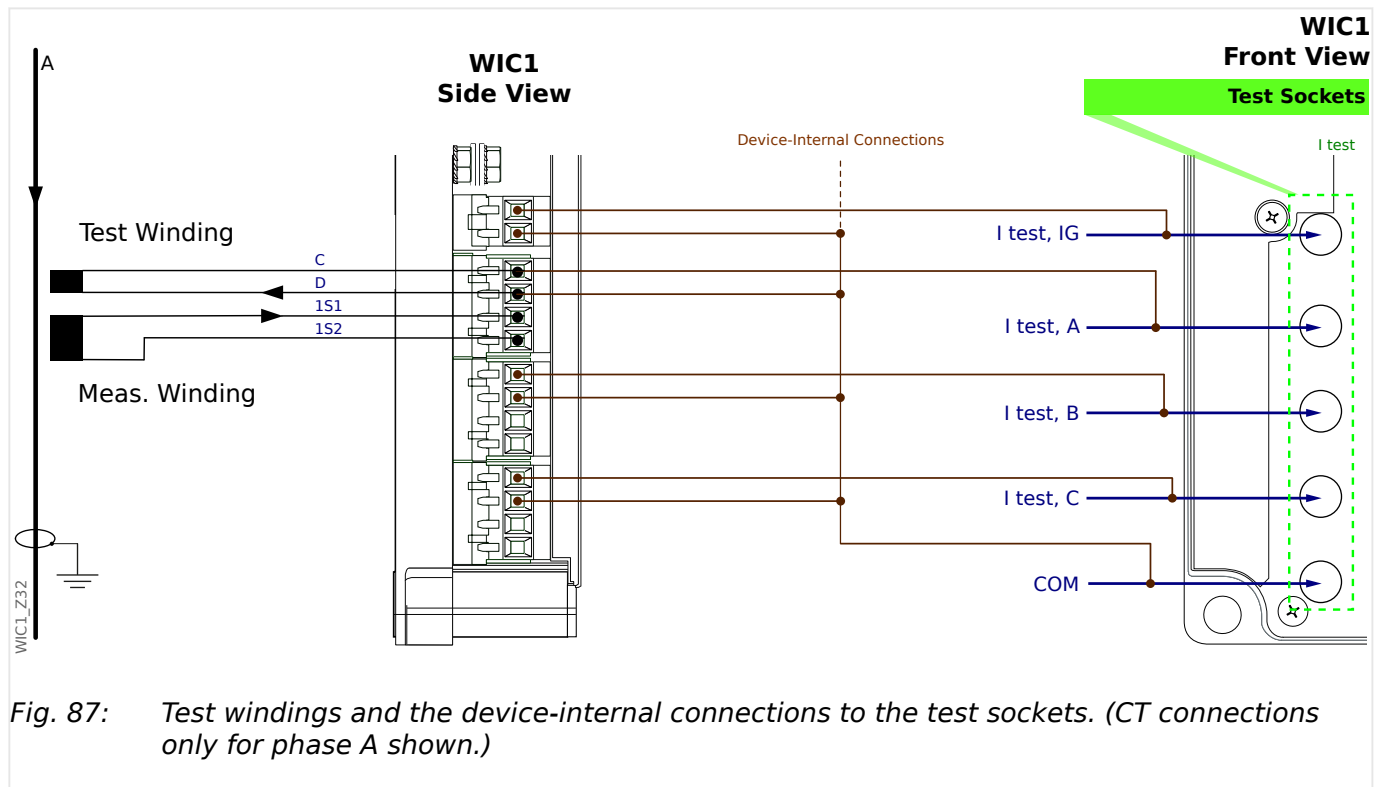 WIC1
Front View
Test Sockets
A
WIC1
Side View
Device-Internal Connections
I test
Test Winding
I test, IG
C
D
1S1
1S2
I test, A
Meas. Winding
I test, B
I test, C
COM
WIC1_Z32
Fig. 87: Test windings and the device-internal connections to the test sockets. (CT connections
only for phase A shown.)